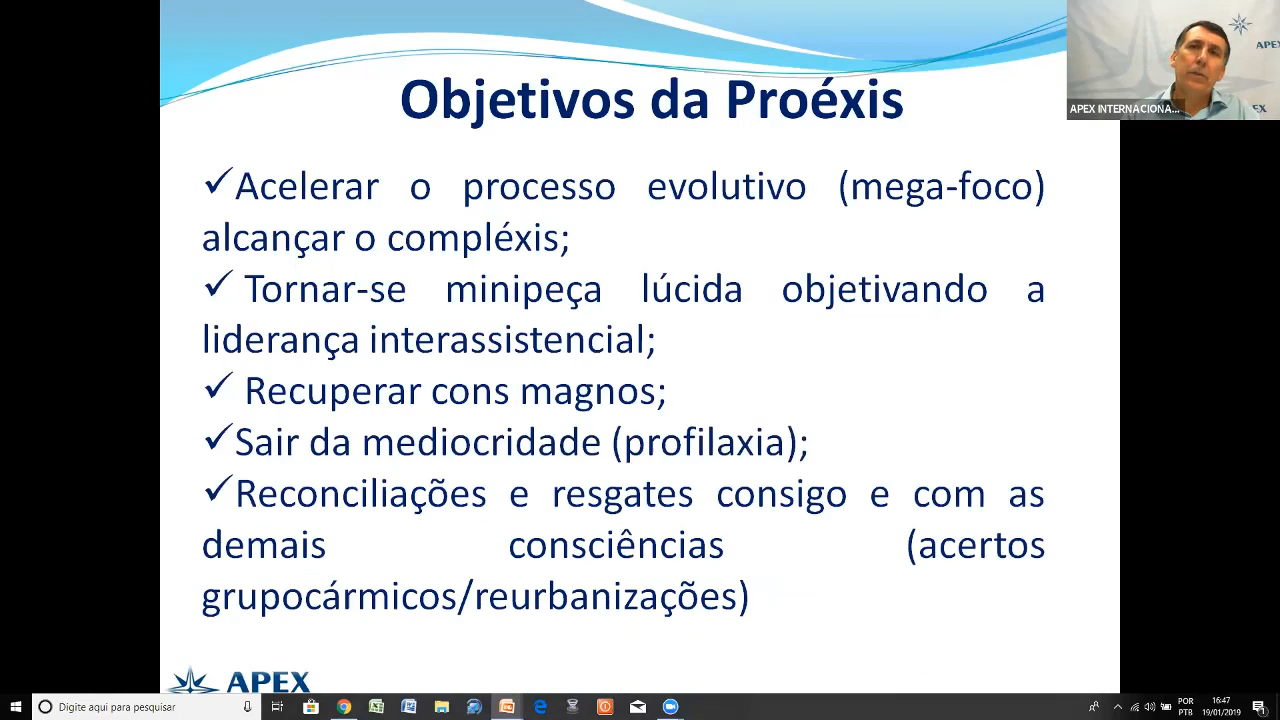 APEX
APEX INTERNACIONA...
Objetivos da Proéxis
✓Acelerar o processo evolutivo (mega-foco)
alcançar o compléxis;
✓ Tornar-se minipeça lúcida objetivando a
liderança interassistencial;
✓ Recuperar cons magnos;
✓Sair da mediocridade (profilaxia);
✓Reconciliações e resgates consigo e com as
demais consciências (acertos
grupocármicos/reurbanizações)
APEX
Digite aqui para pesquisar
POR
PTB
16:47
19/01/2019